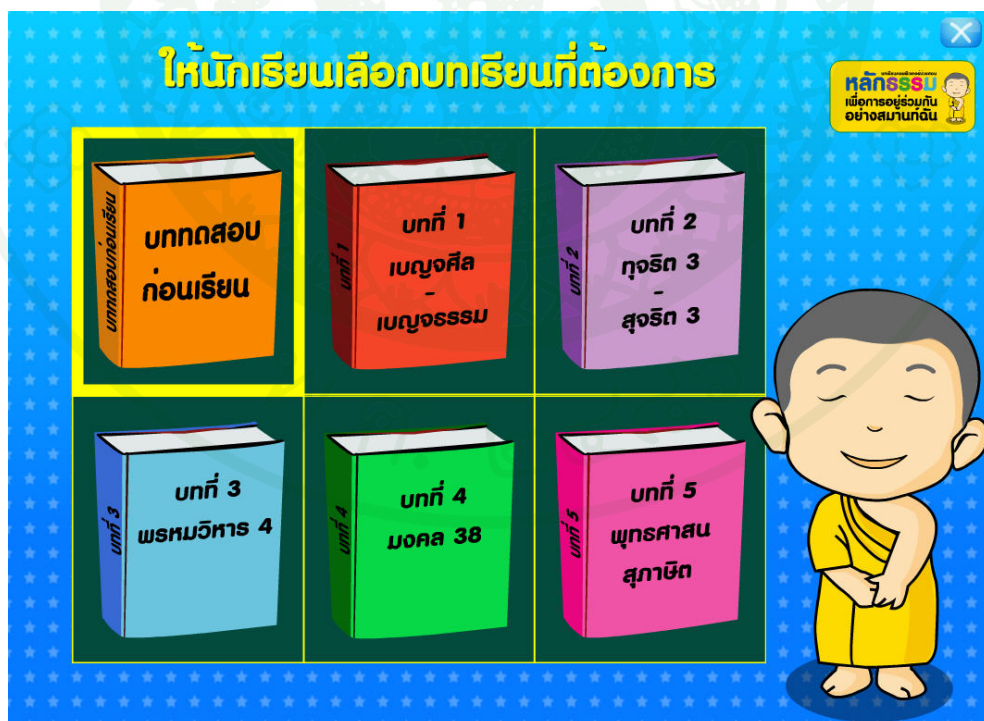 ให้นักเรียนเลือกบทเรียนที่ต้องการ
หลักธรรม
เพื่อการอยู่ร่วมกัน
อย่างสมานท์ฉัน
บททดสอบก่อนเรียน
บททดสอบ
ก่อนเรียน
บทที่ 1
บทที่ 1
เบญจศีล
-
เบญจธรรม
บทที่ 2
บทที่ 2
ทุจริต 3
-
สุจริต 3
บทที่ 3
บทที่ 3
พรหมวิหาร 4
บทที่ 4
บทที่ 4
มงคล 38
บทที่ 5
บทที่ 5
พุทธศาสน
สุภาษิต